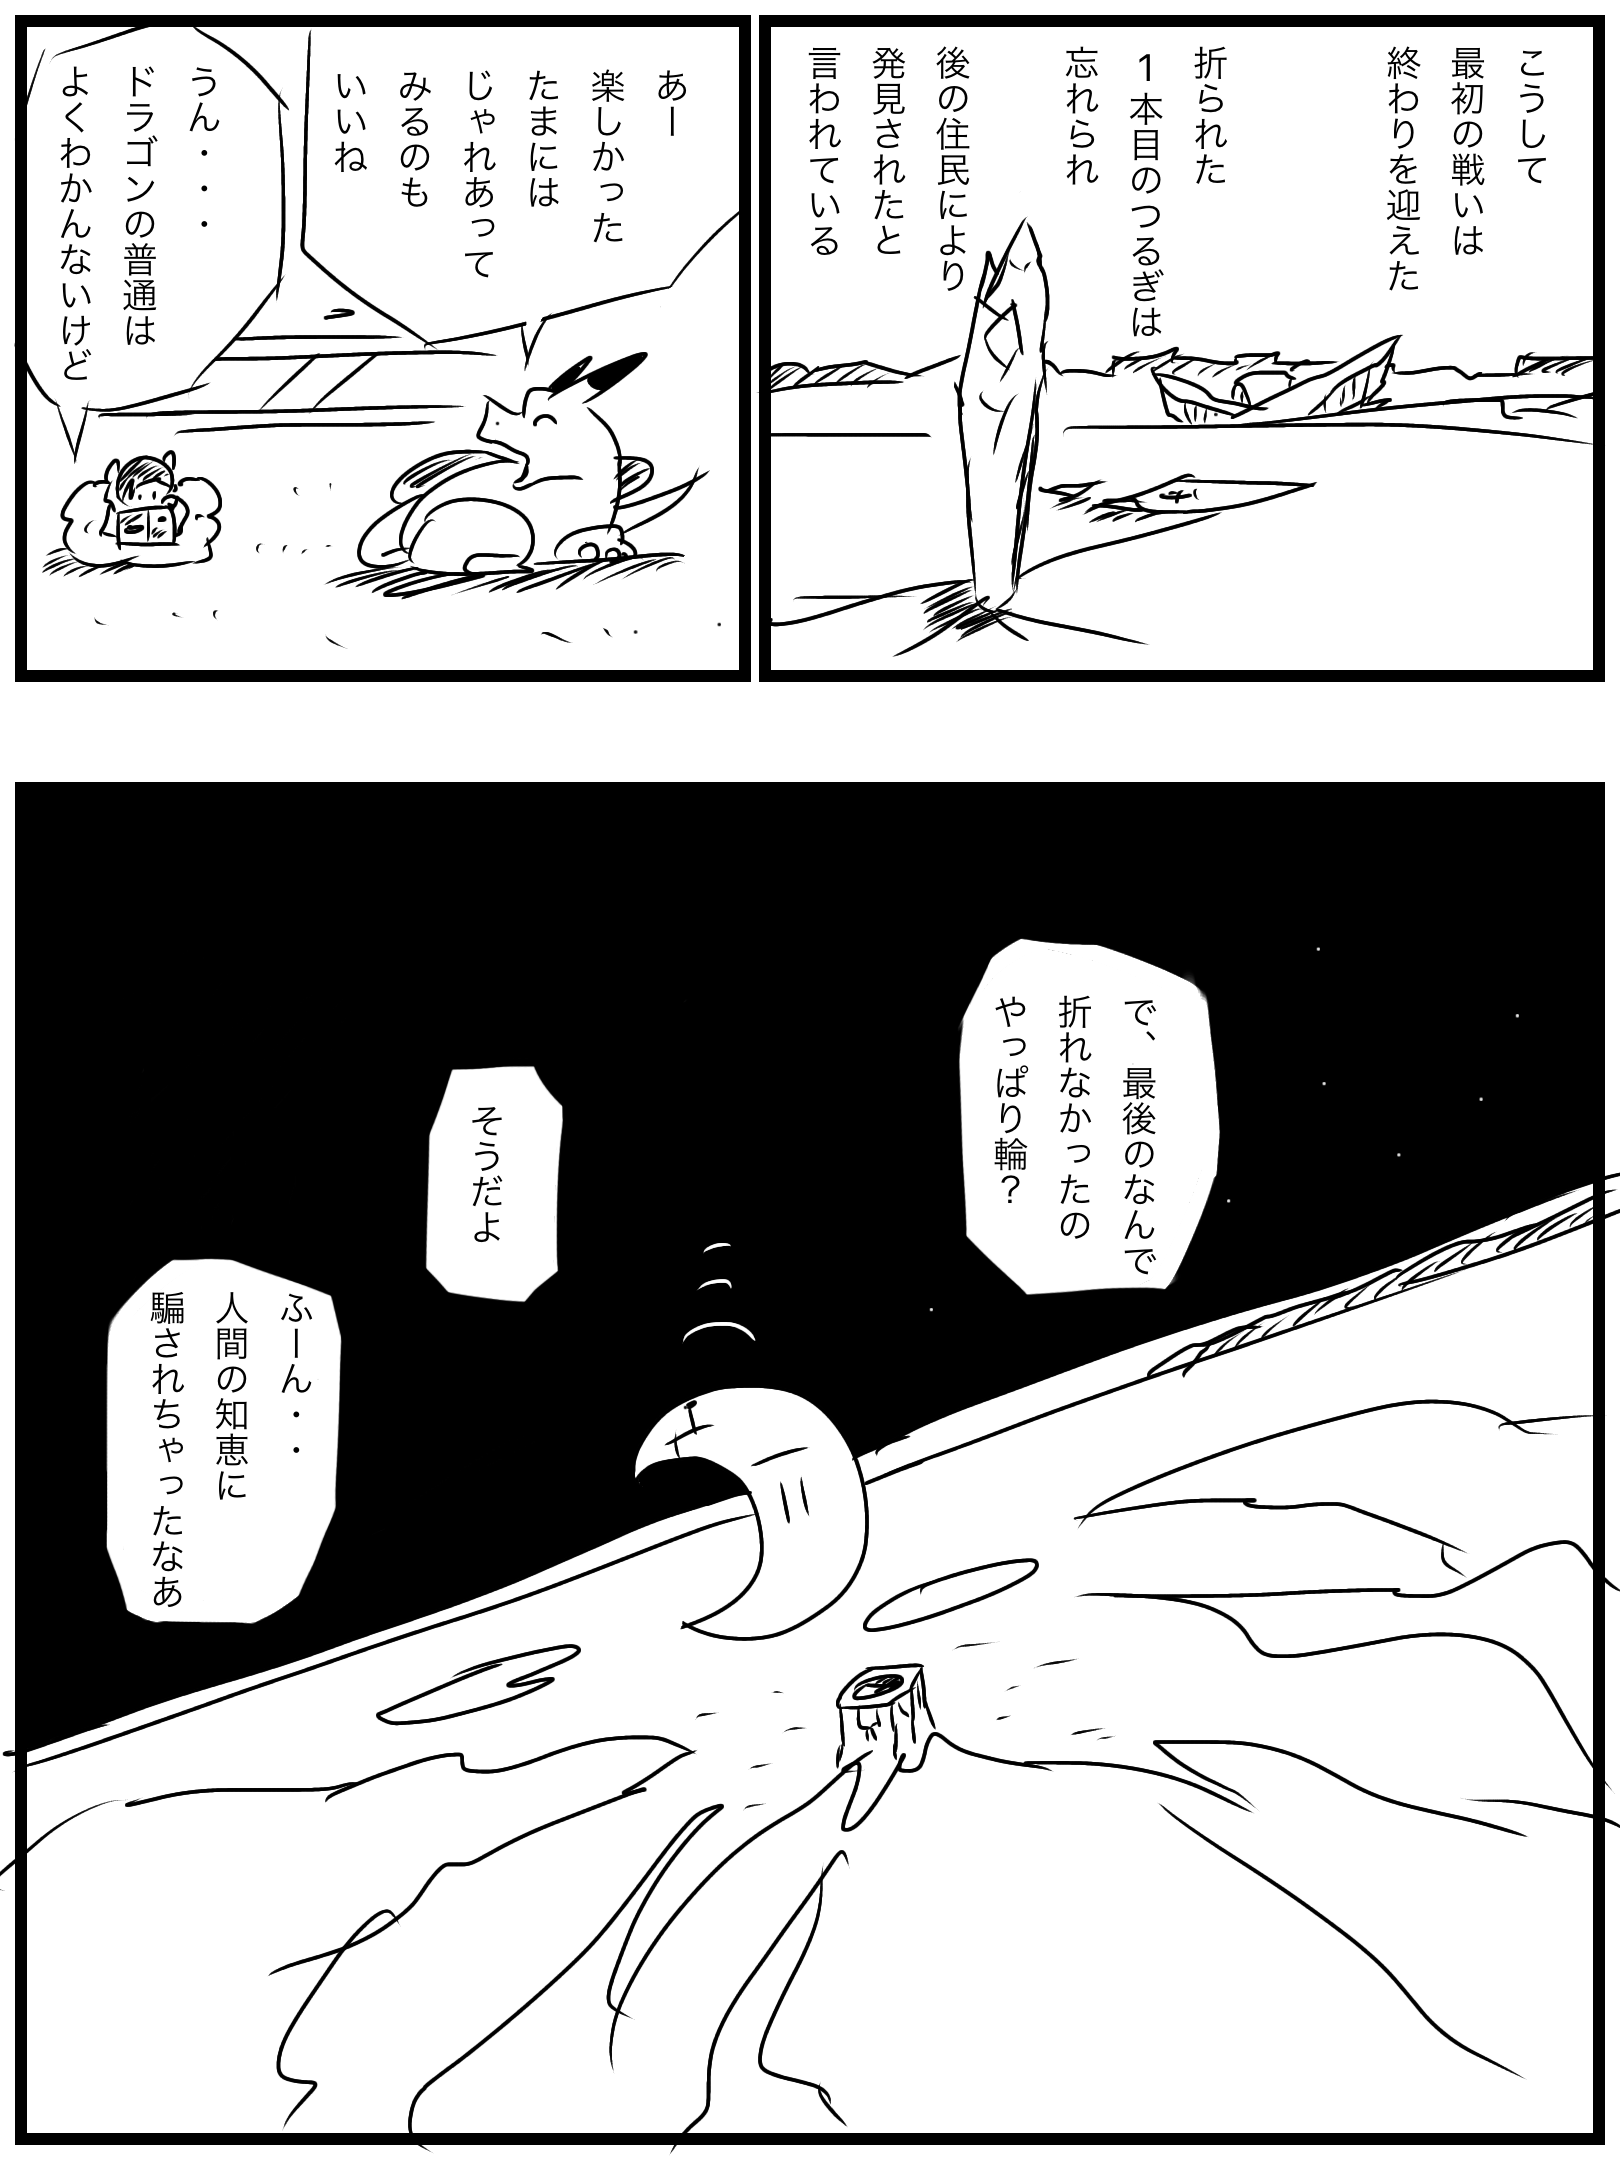 こうして
最初の戦いは
終わりを迎えた
折られた
1本目のつるぎは
忘れられ
後の住民により
発見されたと
言われている
あー
楽しかった
たまには
じゃれあって
みるのも
いいね
うん・・・
ドラゴンの普通は
よくわかんないけど
で、最後のなんで
折れなかったの
やっぱり輪？
そうだよ
ふーん・・
人間の知恵に
騙されちゃったなあ